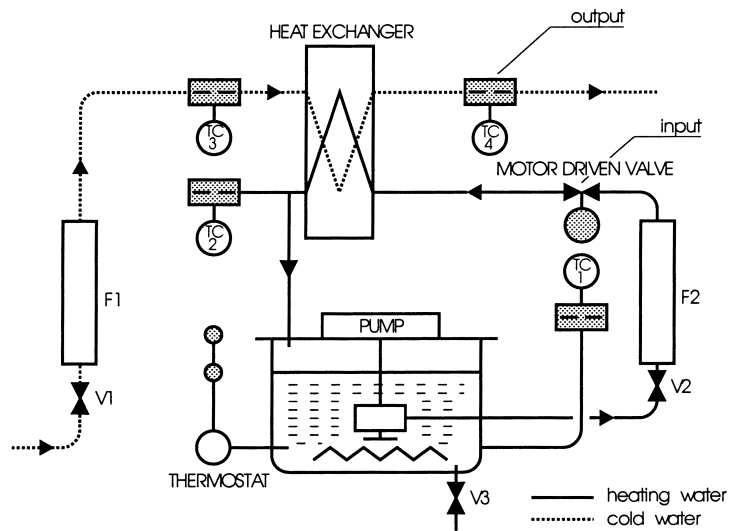 output
HEAT EXCHANGER
TC
3
TC
4
input
MOTOR DRIVEN VALVE
TC
2
TC
1
F1
F2
PUMP
V1
V2
THERMOSTAT
V3
heating water
cold water